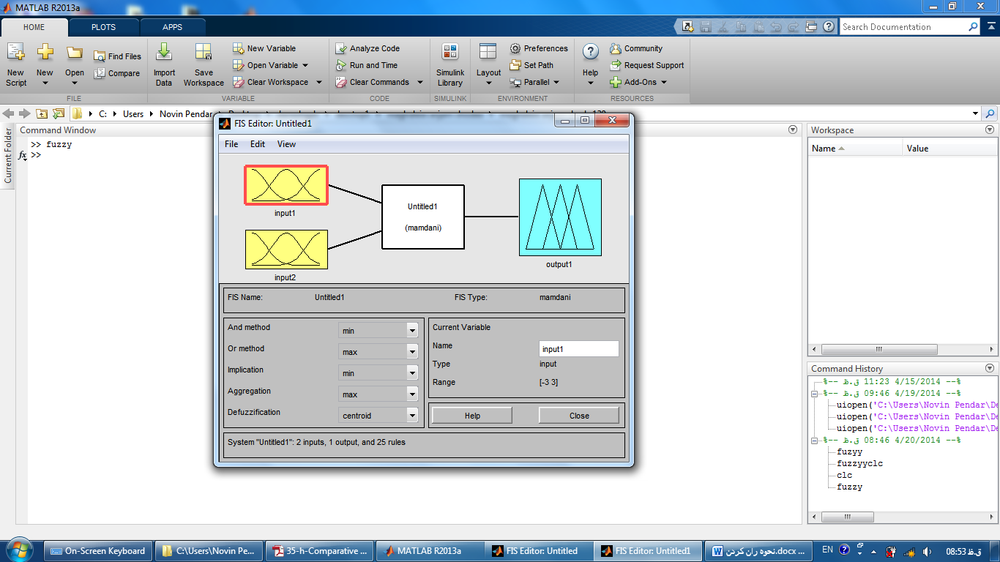 MATLAB R2013a
HOME
PLOTS
APPS
Search Documentation
New Script
New
Open
Find Files
Compare
Import Data
Save Workspace
New Variable
Open Variable
Clear Workspace
Analyze Code
Run and Time
Clear Commands
Simulink Library
Layout
Preferences
Set Path
Parallel
Help
Community
Request Support
Add-Ons
FILE
VARIABLE
CODE
SIMULINK
ENVIRONMENT
RESOURCES
C: Users Novin Pendar
Current Folder
Command Window
>> fuzzy
fx >>
FIS Editor: Untitled1
File Edit View
input1
input2
Untitled1
(mamdani)
output1
FIS Name: Untitled1 FIS Type: mamdani
And method min
Or method max
Implication min
Aggregation max
Defuzzification centroid
Current Variable
Name input1
Type input
Range [-3 3]
Help Close
System "Untitled1": 2 inputs, 1 output, and 25 rules
Workspace
Name Value
Command History
%-- ق.ظ 11:23 4/15/2014 --%
%-- ق.ظ 09:46 4/19/2014 --%
uiopen('C:\Users\Novin Pendar\De
uiopen('C:\Users\Novin Pendar\De
uiopen('C:\Users\Novin Pendar\De
%-- ق.ظ 08:46 4/20/2014 --%
fuzyy
fuzzyyclc
clc
fuzzy
On-Screen Keyboard
C:\Users\Novin Pe...
35-h-Comparative ...
MATLAB R2013a
FIS Editor: Untitled
FIS Editor: Untitled1
نحوه ران کردن.docx ...
EN
08:53 ق.ظ